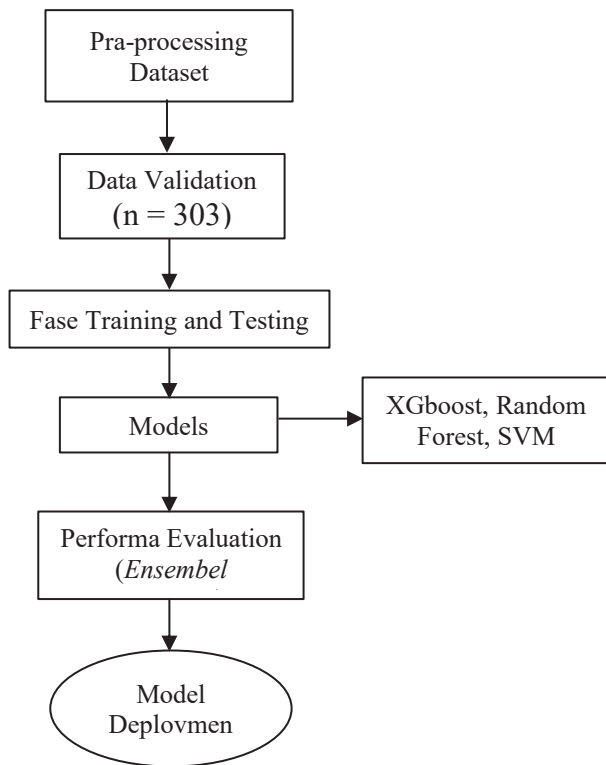 Pra-processing
Dataset
Data Validation
(n = 303)
Fase Training and Testing
Models
XGboost, Random
Forest, SVM
Performa Evaluation
(Ensembel
Model
Deplovmen